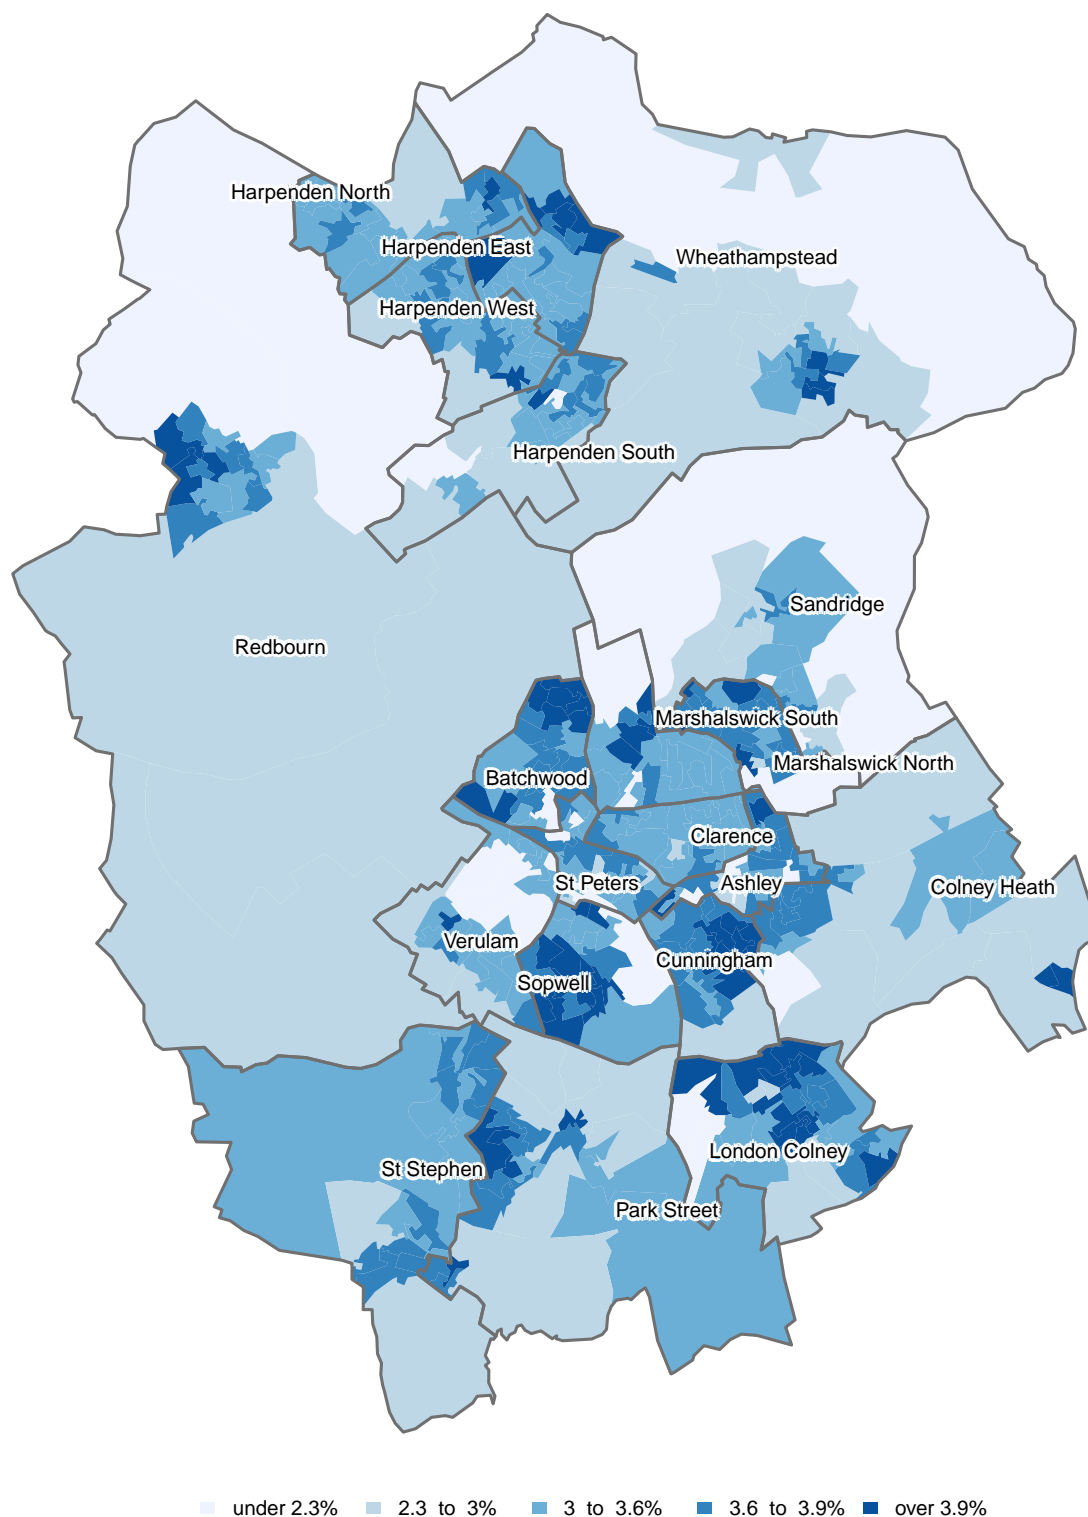 Harpenden North
Harpenden East
Wheathampstead
Harpenden West
Harpenden South
Sandridge
Redbourn
Marshalswick South
Marshalswick North
Batchwood
Clarence
St Peters
Ashley
Colney Heath
Verulam
Cunningham
Sopwell
London Colney
St Stephen
Park Street
under 2.3%
2.3 to 3%
3 to 3.6%
3.6 to 3.9%
over 3.9%